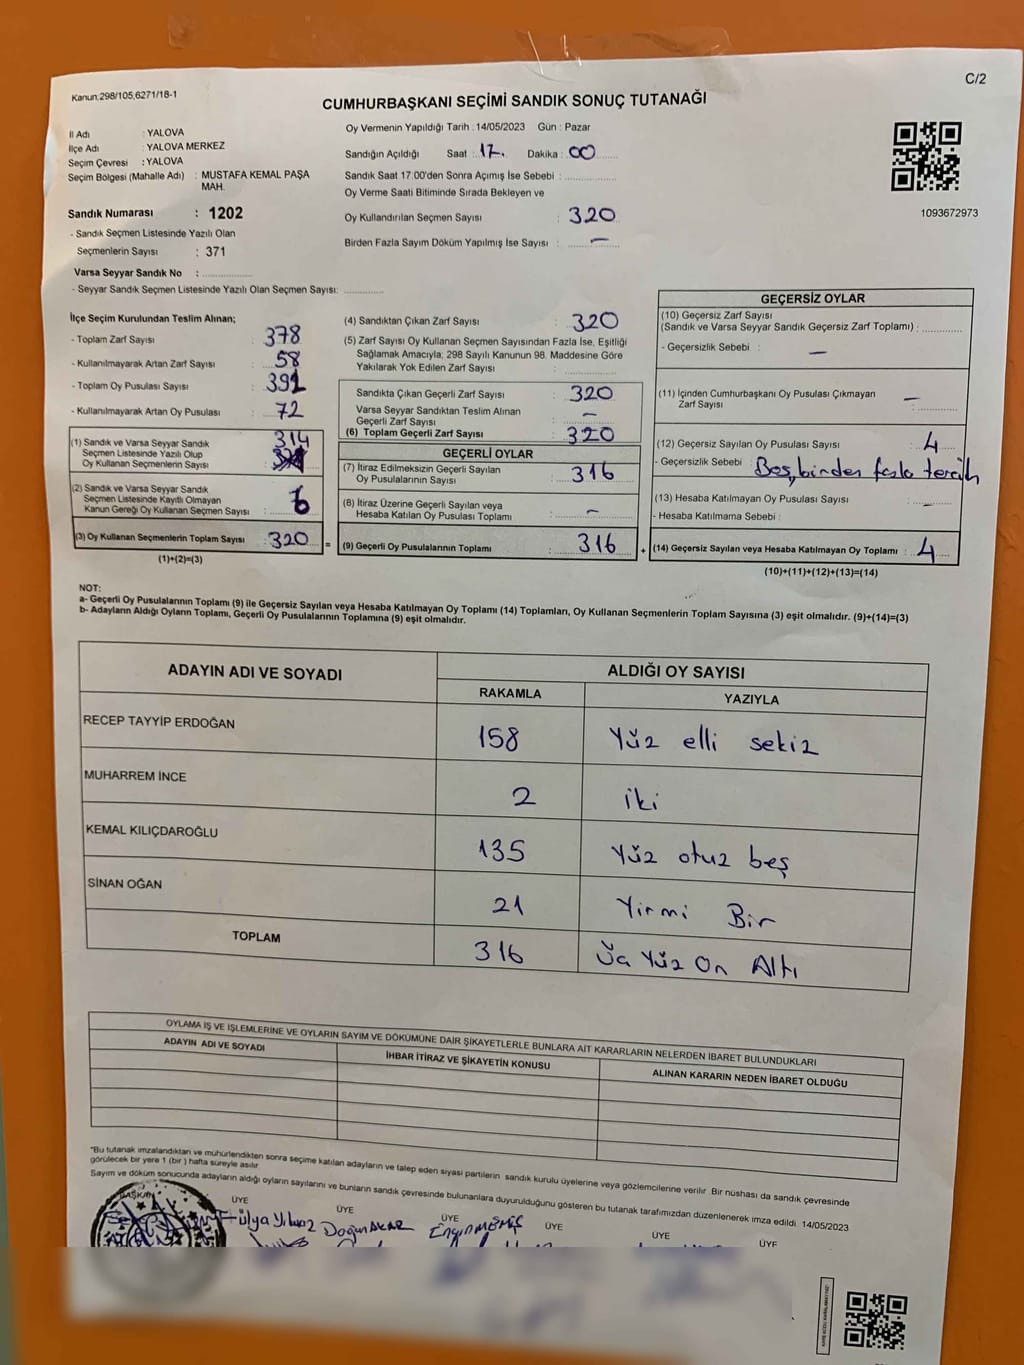 Kanun:298/105,6271/18-1
C/2
CUMHURBAŞKANI SEÇİMİ SANDIK SONUÇ TUTANAĞI
İl Adı : YALOVA
İlçe Adı : YALOVA MERKEZ
Seçim Çevresi : YALOVA
Seçim Bölgesi (Mahalle Adı) : MUSTAFA KEMAL PAŞA
MAH.
Sandık Numarası : 1202
- Sandık Seçmen Listesinde Yazılı Olan
Seçmenlerin Sayısı : 371
Varsa Seyyar Sandık No :
- Seyyar Sandık Seçmen Listesinde Yazılı Olan Seçmen Sayısı:
Oy Vermenin Yapıldığı Tarih : 14/05/2023 Gün : Pazar
Sandığın Açıldığı Saat : 17. Dakika : 00
Sandık Saat 17.00'den Sonra Açımış İse Sebebi :
Oy Verme Saati Bitiminde Sırada Bekleyen ve
Oy Kullandırılan Seçmen Sayısı : 320
Birden Fazla Sayım Döküm Yapılmış İse Sayısı : —
1093672973
İlçe Seçim Kurulundan Teslim Alınan;
- Toplam Zarf Sayısı : 378
- Kullanılmayarak Artan Zarf Sayısı : 58
- Toplam Oy Pusulası Sayısı : 392
- Kullanılmayarak Artan Oy Pusulası : 72
(1) Sandık ve Varsa Seyyar Sandık
Seçmen Listesinde Yazılı Olup
Oy Kullanan Seçmenlerin Sayısı : 314
(2) Sandık ve Varsa Seyyar Sandık
Seçmen Listesinde Kayıtlı Olmayan
Kanun Gereği Oy Kullanan Seçmen Sayısı : 6
(3) Oy Kullanan Seçmenlerin Toplam Sayısı : 320
(1)+(2)=(3)
(4) Sandıktan Çıkan Zarf Sayısı : 320
(5) Zarf Sayısı Oy Kullanan Seçmen Sayısından Fazla İse, Eşitliği
Sağlamak Amacıyla; 298 Sayılı Kanunun 98. Maddesine Göre
Yakılarak Yok Edilen Zarf Sayısı :
Sandıkta Çıkan Geçerli Zarf Sayısı : 320
Varsa Seyyar Sandıktan Teslim Alınan
Geçerli Zarf Sayısı : —
(6) Toplam Geçerli Zarf Sayısı : 320
GEÇERLİ OYLAR
(7) İtiraz Edilmeksizin Geçerli Sayılan
Oy Pusulalarının Sayısı : 316
(8) İtiraz Üzerine Geçerli Sayılan veya
Hesaba Katılan Oy Pusulası Toplamı : —
= (9) Geçerli Oy Pusulalarının Toplamı : 316
GEÇERSİZ OYLAR
(10) Geçersiz Zarf Sayısı
(Sandık ve Varsa Seyyar Sandık Geçersiz Zarf Toplamı) :
- Geçersizlik Sebebi : —
(11) İçinden Cumhurbaşkanı Oy Pusulası Çıkmayan
Zarf Sayısı : —
(12) Geçersiz Sayılan Oy Pusulası Sayısı : 4
- Geçersizlik Sebebi : Boş, birden fazla tercih
(13) Hesaba Katılmayan Oy Pusulası Sayısı : —
- Hesaba Katılmama Sebebi :
+ (14) Geçersiz Sayılan veya Hesaba Katılmayan Oy Toplamı : 4
(10)+(11)+(12)+(13)=(14)
NOT:
a- Geçerli Oy Pusulalarının Toplamı (9) ile Geçersiz Sayılan veya Hesaba Katılmayan Oy Toplamı (14) Toplamları, Oy Kullanan Seçmenlerin Toplam Sayısına (3) eşit olmalıdır. (9)+(14)=(3)
b- Adayların Aldığı Oyların Toplamı, Geçerli Oy Pusulalarının Toplamına (9) eşit olmalıdır.
ADAYIN ADI VE SOYADI ALDIĞI OY SAYISI
RAKAMLA YAZIYLA
RECEP TAYYİP ERDOĞAN 158 Yüz elli sekiz
MUHARREM İNCE 2 iki
KEMAL KILIÇDAROĞLU 135 Yüz otuz beş
SİNAN OĞAN 21 Yirmi Bir
TOPLAM 316 Üç Yüz On Altı
OYLAMA İŞ VE İŞLEMLERİNE VE OYLARIN SAYIM VE DÖKÜMÜNE DAİR ŞİKAYETLERLE BUNLARA AİT KARARLARIN NELERDEN İBARET BULUNDUKLARI
ADAYIN ADI VE SOYADI İHBAR İTİRAZ VE ŞİKAYETİN KONUSU ALINAN KARARIN NEDEN İBARET OLDUĞU
*Bu tutanak imzalandıktan ve mühürlendikten sonra seçime katılan adayların ve talep eden siyasi partilerin sandık kurulu üyelerine veya gözlemcilerine verilir. Bir nüshası da sandık çevresinde
görülecek bir yere 1 (bir) hafta süreyle asılır.
Sayım ve döküm sonucunda adayların aldığı oyların sayılarını ve bunların sandık çevresinde bulunanlara duyurulduğunu gösteren bu tutanak tarafımızdan düzenlenerek imza edildi. 14/05/2023
BAŞKAN ÜYE ÜYE ÜYE ÜYE ÜYE ÜYE
Hülya Yılmaz Doğan AKAR Engin MEMİŞ